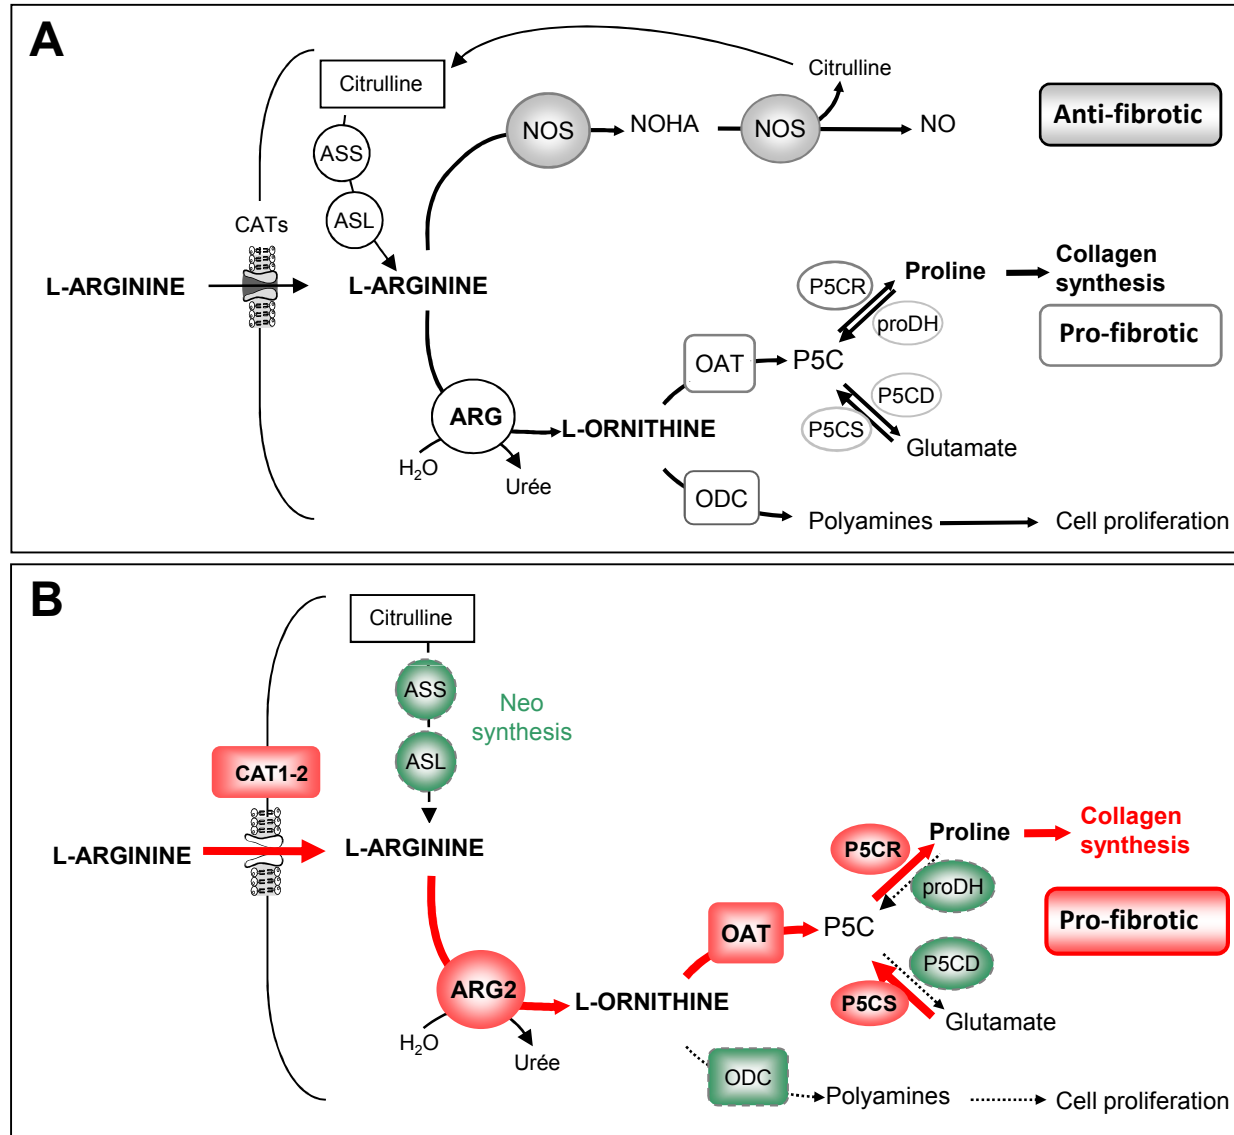 A
Citrulline
Citrulline
NOS
NOHA
NOS
NO
Anti-fibrotic
ASS
ASL
CATs
L-ARGININE
L-ARGININE
P5CR
Proline
Collagen
synthesis
proDH
Pro-fibrotic
OAT
P5C
P5CD
P5CS
Glutamate
ARG
L-ORNITHINE
H2O
Urée
ODC
Polyamines
Cell proliferation
B
Citrulline
ASS
Neo
synthesis
ASL
CAT1-2
L-ARGININE
L-ARGININE
P5CR
Proline
Collagen
synthesis
proDH
Pro-fibrotic
OAT
P5C
P5CD
P5CS
Glutamate
ARG2
L-ORNITHINE
H2O
Urée
ODC
Polyamines
Cell proliferation